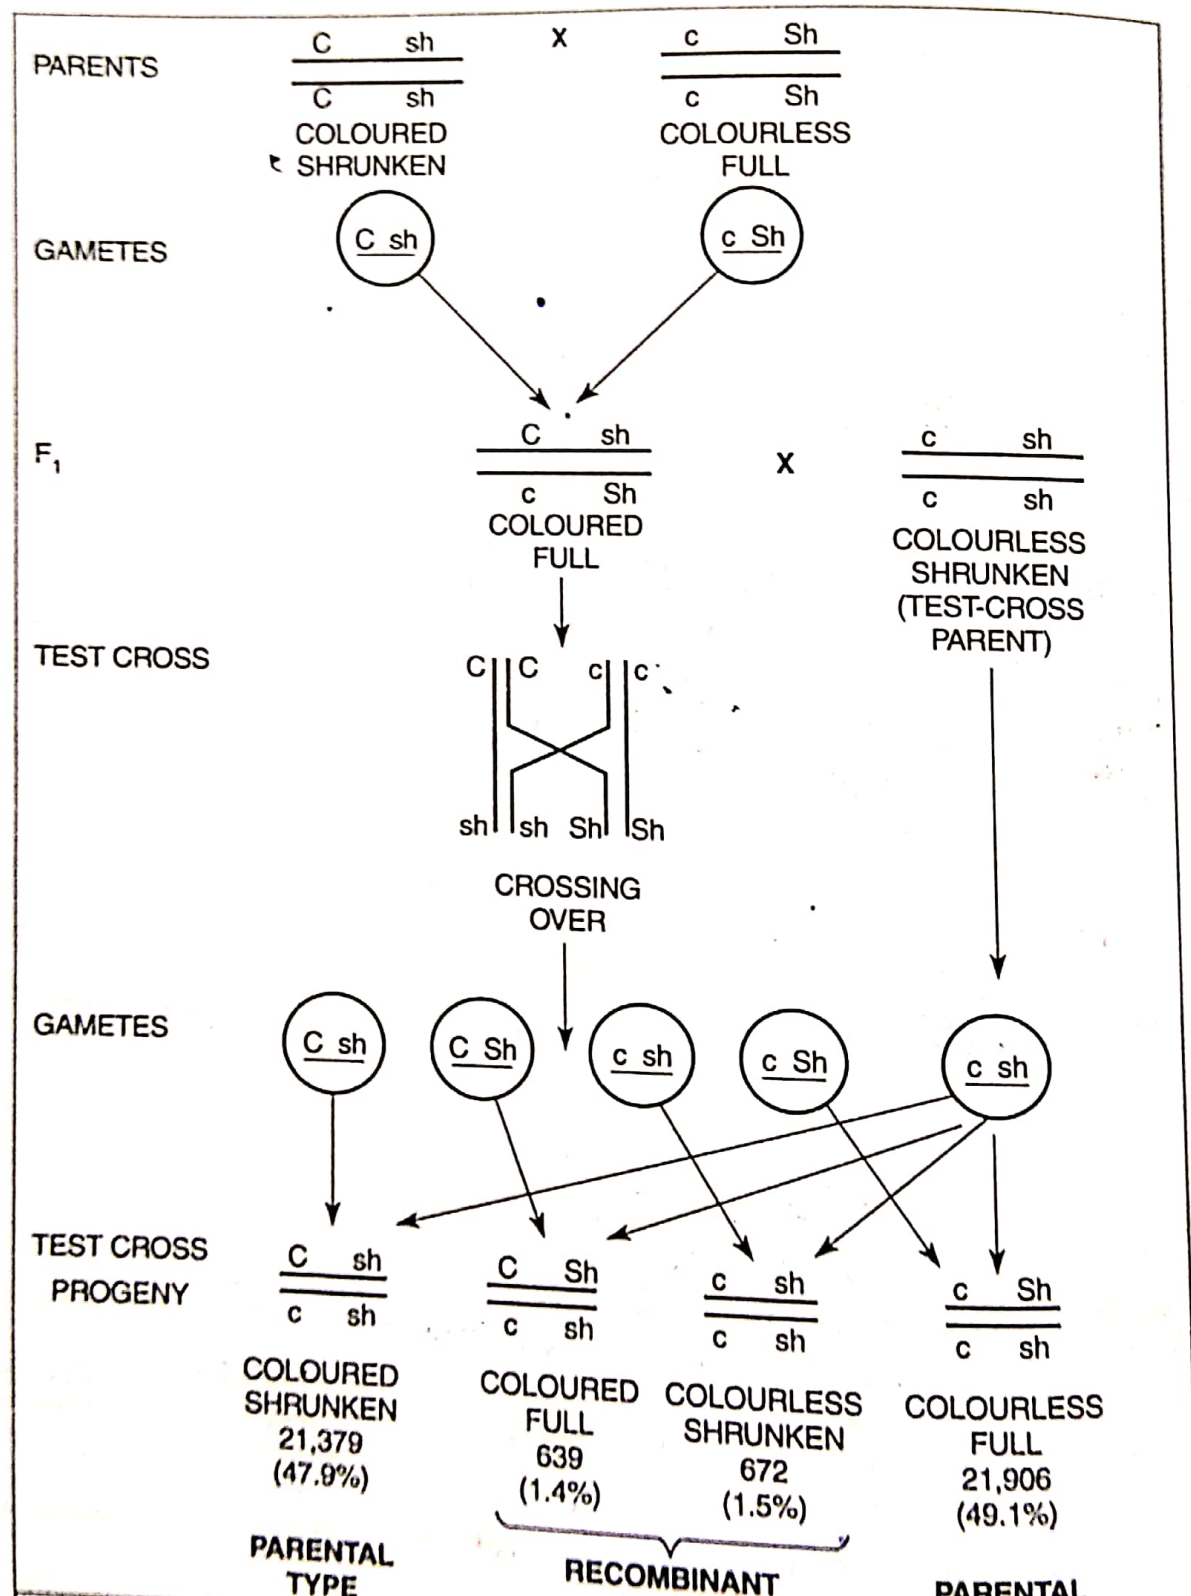 C sh X c Sh
PARENTS
C sh c Sh
COLOURED COLOURLESS
SHRUNKEN FULL
GAMETES C sh c Sh
C sh c sh
F1 X
c Sh c sh
COLOURED COLOURLESS
FULL SHRUNKEN
(TEST-CROSS
PARENT)
TEST CROSS C C c c
sh sh Sh Sh
CROSSING
OVER
GAMETES C sh C Sh c sh c Sh c sh
TEST CROSS C sh C Sh c sh c Sh
PROGENY c sh c sh c sh c sh
COLOURED COLOURED COLOURLESS COLOURLESS
SHRUNKEN FULL SHRUNKEN FULL
21,379 639 672 21,906
(47.9%) (1.4%) (1.5%) (49.1%)
PARENTAL RECOMBINANT PARENTAL
TYPE